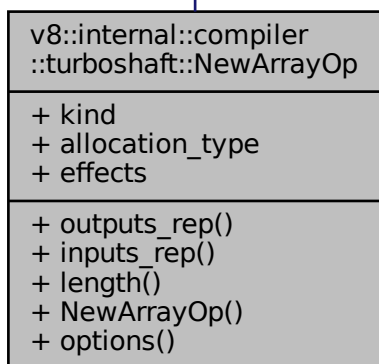 v8::internal::compiler
::turboshaft::NewArrayOp
+ kind
+ allocation_type
+ effects
+ outputs_rep()
+ inputs_rep()
+ length()
+ NewArrayOp()
+ options()